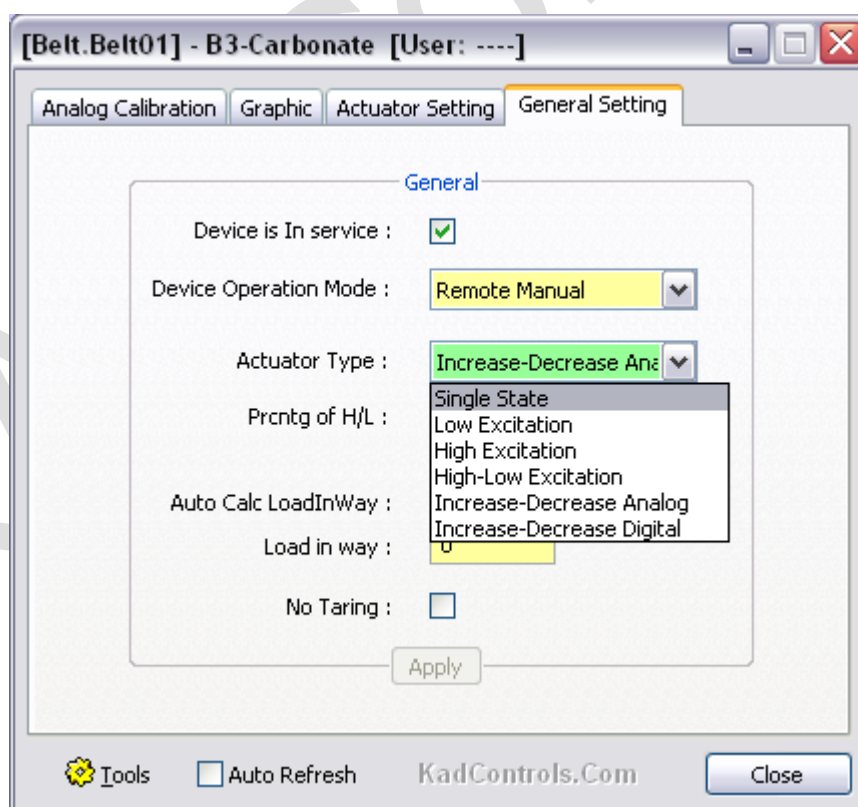 [Belt.Belt01] - B3-Carbonate [User: ----]
Analog Calibration Graphic Actuator Setting General Setting
General
Device is In service :
Device Operation Mode : Remote Manual
Actuator Type : Increase-Decrease Ana
Single State
Prcntg of H/L :
Low Excitation
High Excitation
High-Low Excitation
Auto Calc LoadInWay :
Increase-Decrease Analog
Increase-Decrease Digital
Load in way : 0
No Taring :
Apply
Tools Auto Refresh KadControls.Com Close